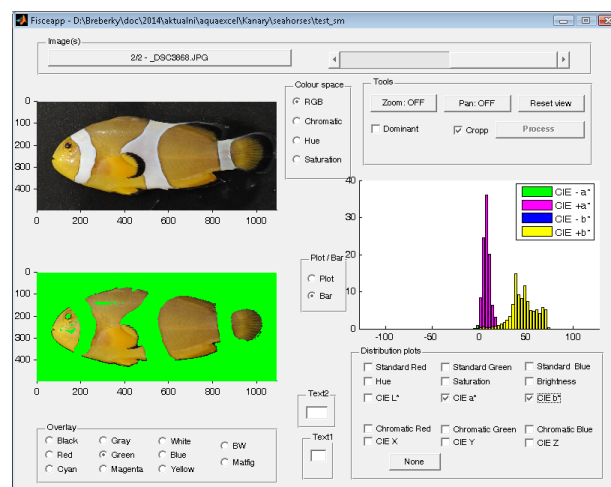 Fisceapp - D:\Breberky\doc\2014\aktualni\aquaexcel\Kanary\seahorses\test_sm
Image(s)
2/2 - _DSC3868.JPG
Colour space
RGB
Chromatic
Hue
Saturation
Tools
Zoom: OFF Pan: OFF Reset view
Dominant Cropp Process
0
100
200
300
400
500
0 200 400 600 800 1000
40
30
20
10
0
-100 -50 0 50 100
CIE - a*
CIE +a*
CIE - b*
CIE +b*
Plot / Bar
Plot
Bar
0
100
200
300
400
500
0 200 400 600 800 1000
Distribution plots
Standard Red Standard Green Standard Blue
Hue Saturation Brightness
CIE L* CIE a* CIE b*
Chromatic Red Chromatic Green Chromatic Blue
CIE X CIE Y CIE Z
None
Text2
Text1
Overlay
Black Gray White BW
Red Green Blue Matfig
Cyan Magenta Yellow